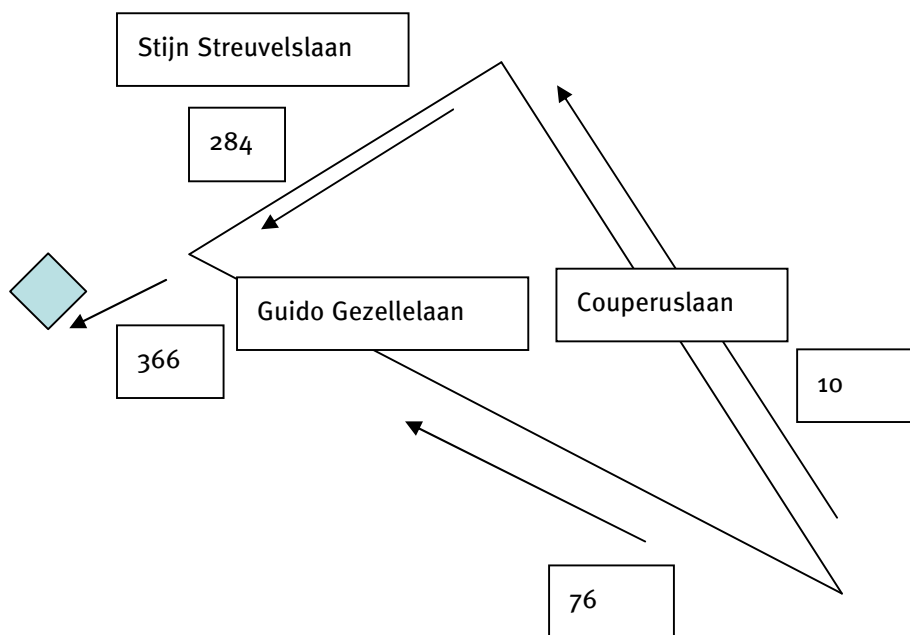 Stijn Streuvelslaan
284
Guido Gezellelaan
Couperuslaan
366
10
76